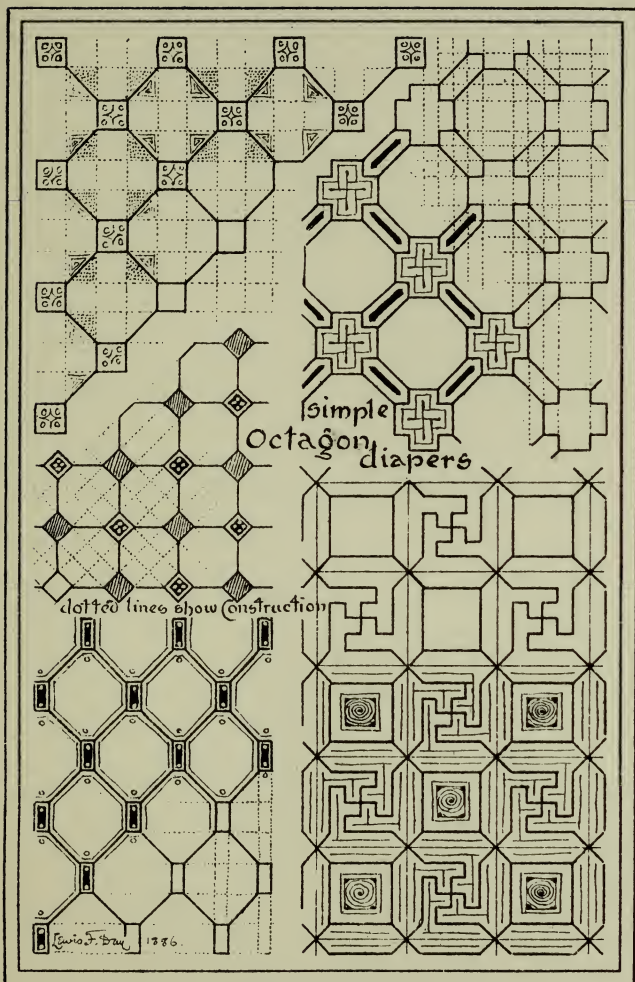 simple
Octagon
diapers
dotted lines show Construction
Lewis F. Day 1886.